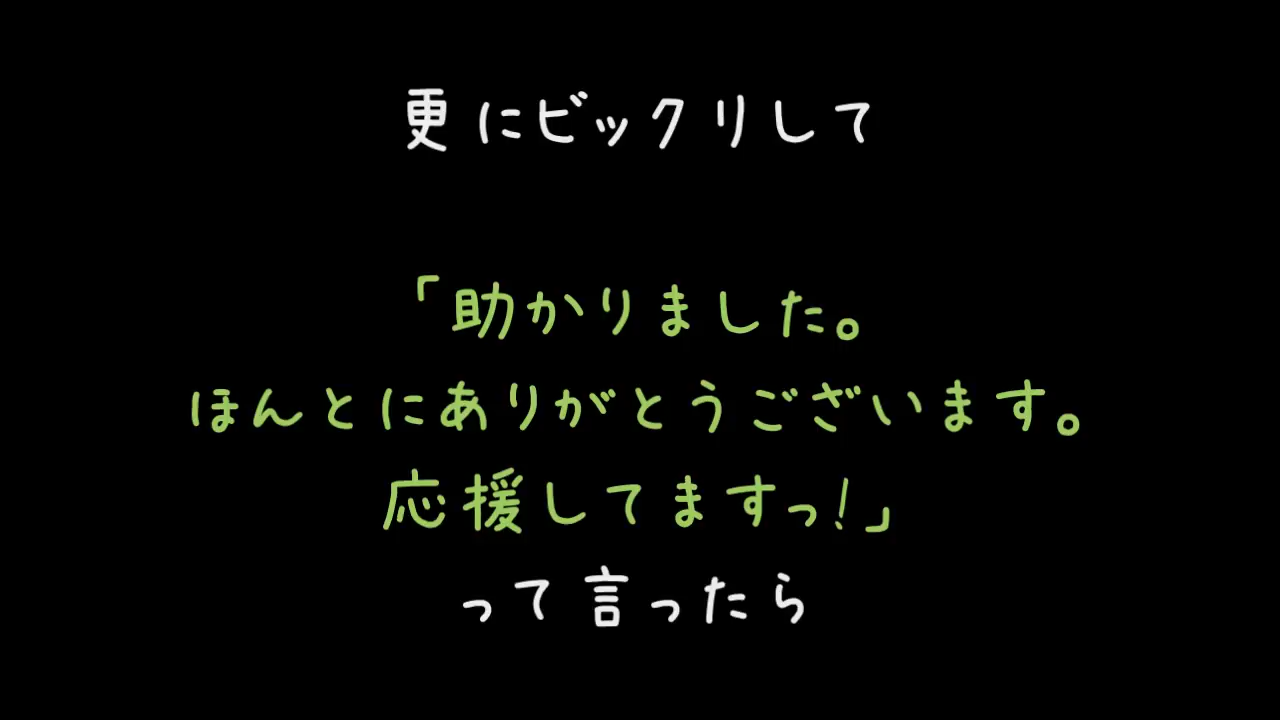 更にビックリして
「助かりました。
ほんとにありがとうございます。
応援してますっ!」
って言ったら